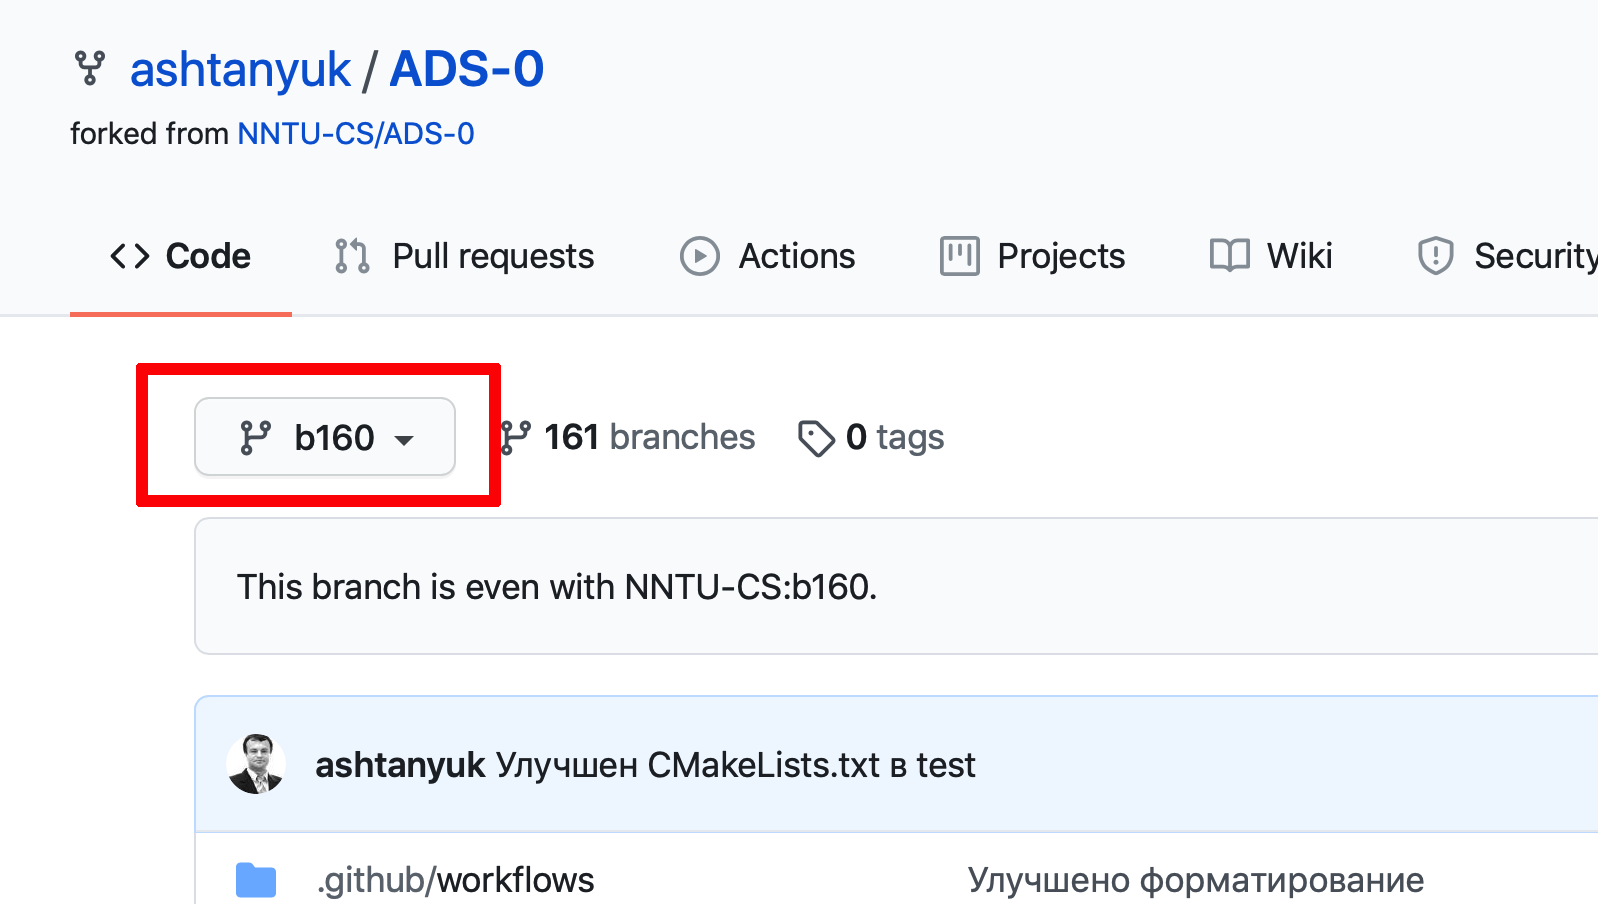 ashtanyuk / ADS-0
forked from NNTU-CS/ADS-0
Code Pull requests Actions Projects Wiki Security
b160 161 branches 0 tags
This branch is even with NNTU-CS:b160.
ashtanyuk Улучшен CMakeLists.txt в test
.github/workflows Улучшено форматирование